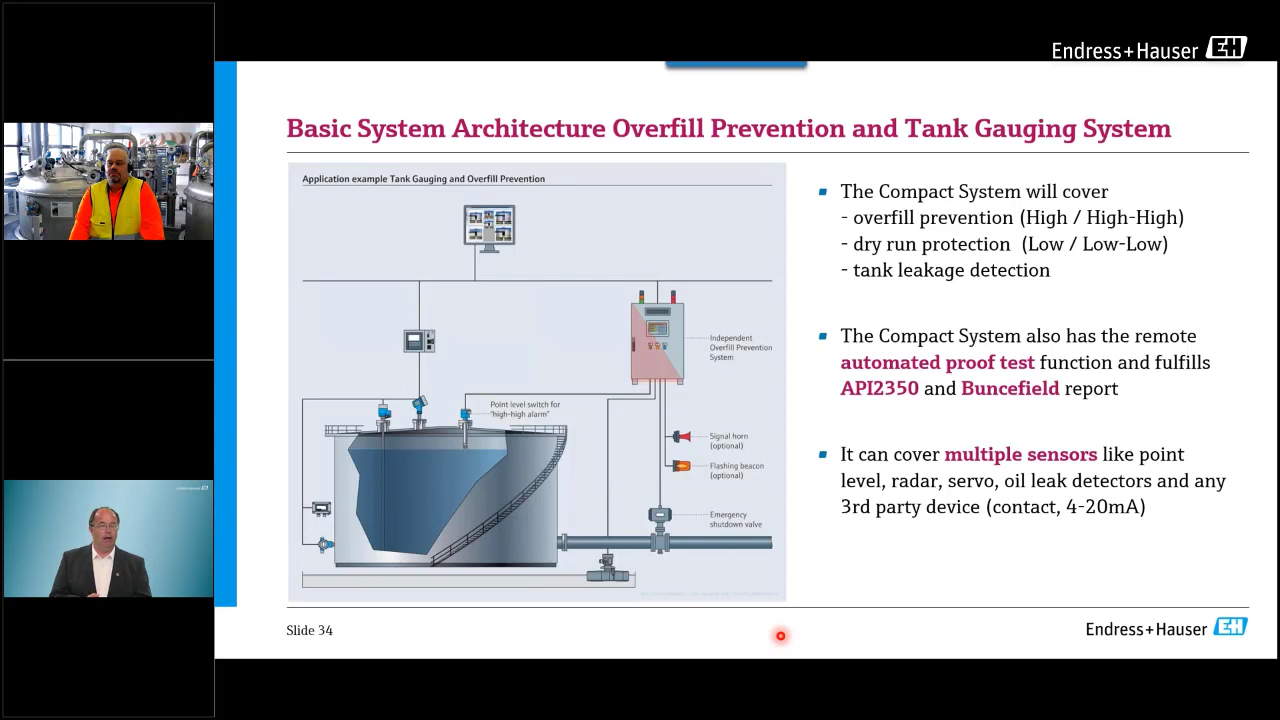 Endress+Hauser EH
Basic System Architecture Overfill Prevention and Tank Gauging System
Application example Tank Gauging and Overfill Prevention
Independent
Overfill Prevention
System
Point level switch for
"high-high alarm"
Signal horn
(optional)
Flashing beacon
(optional)
Emergency
shutdown valve
The Compact System will cover
- overfill prevention (High / High-High)
- dry run protection (Low / Low-Low)
- tank leakage detection
The Compact System also has the remote
automated proof test function and fulfills
API2350 and Buncefield report
It can cover multiple sensors like point
level, radar, servo, oil leak detectors and any
3rd party device (contact, 4-20mA)
Slide 34
Endress+Hauser EH